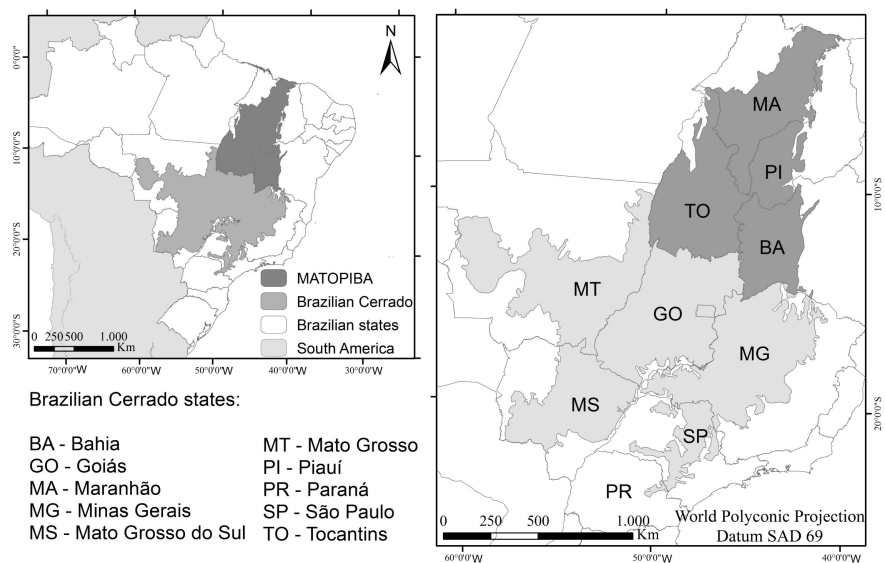 N
0°0'0"
10°0'0"S
20°0'0"S
30°0'0"S
MATOPIBA
Brazilian Cerrado
Brazilian states
South America
0 250 500 1.000
Km
70°0'0"W 60°0'0"W 50°0'0"W 40°0'0"W 30°0'0"W
Brazilian Cerrado states:
BA - Bahia
GO - Goiás
MA - Maranhão
MG - Minas Gerais
MS - Mato Grosso do Sul
MT - Mato Grosso
PI - Piauí
PR - Paraná
SP - São Paulo
TO - Tocantins
MA
PI
TO
BA
MT
GO
MG
MS
SP
PR
10°0'0"S
20°0'0"S
0 250 500 1.000
Km
World Polyconic Projection
Datum SAD 69
60°0'0"W 50°0'0"W 40°0'0"W